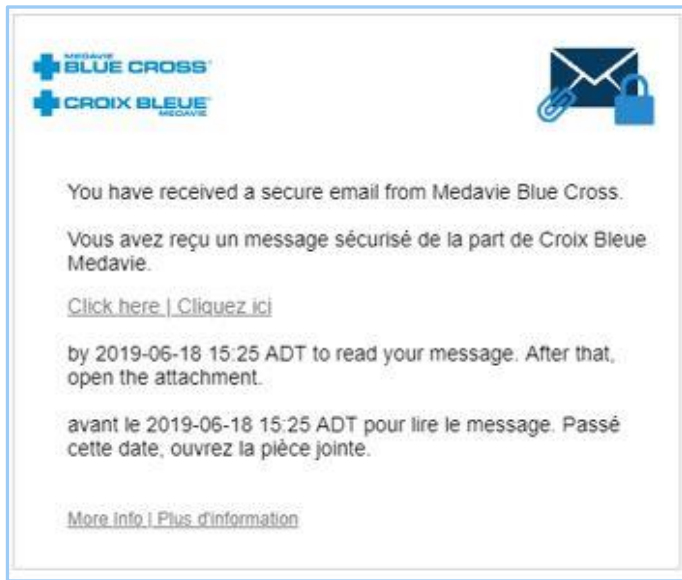 MEDAVIE
BLUE CROSS
CROIX BLEUE
MEDAVIE
You have received a secure email from Medavie Blue Cross.
Vous avez reçu un message sécurisé de la part de Croix Bleue
Medavie.
Click here | Cliquez ici
by 2019-06-18 15:25 ADT to read your message. After that,
open the attachment.
avant le 2019-06-18 15:25 ADT pour lire le message. Passé
cette date, ouvrez la pièce jointe.
More Info | Plus d'information